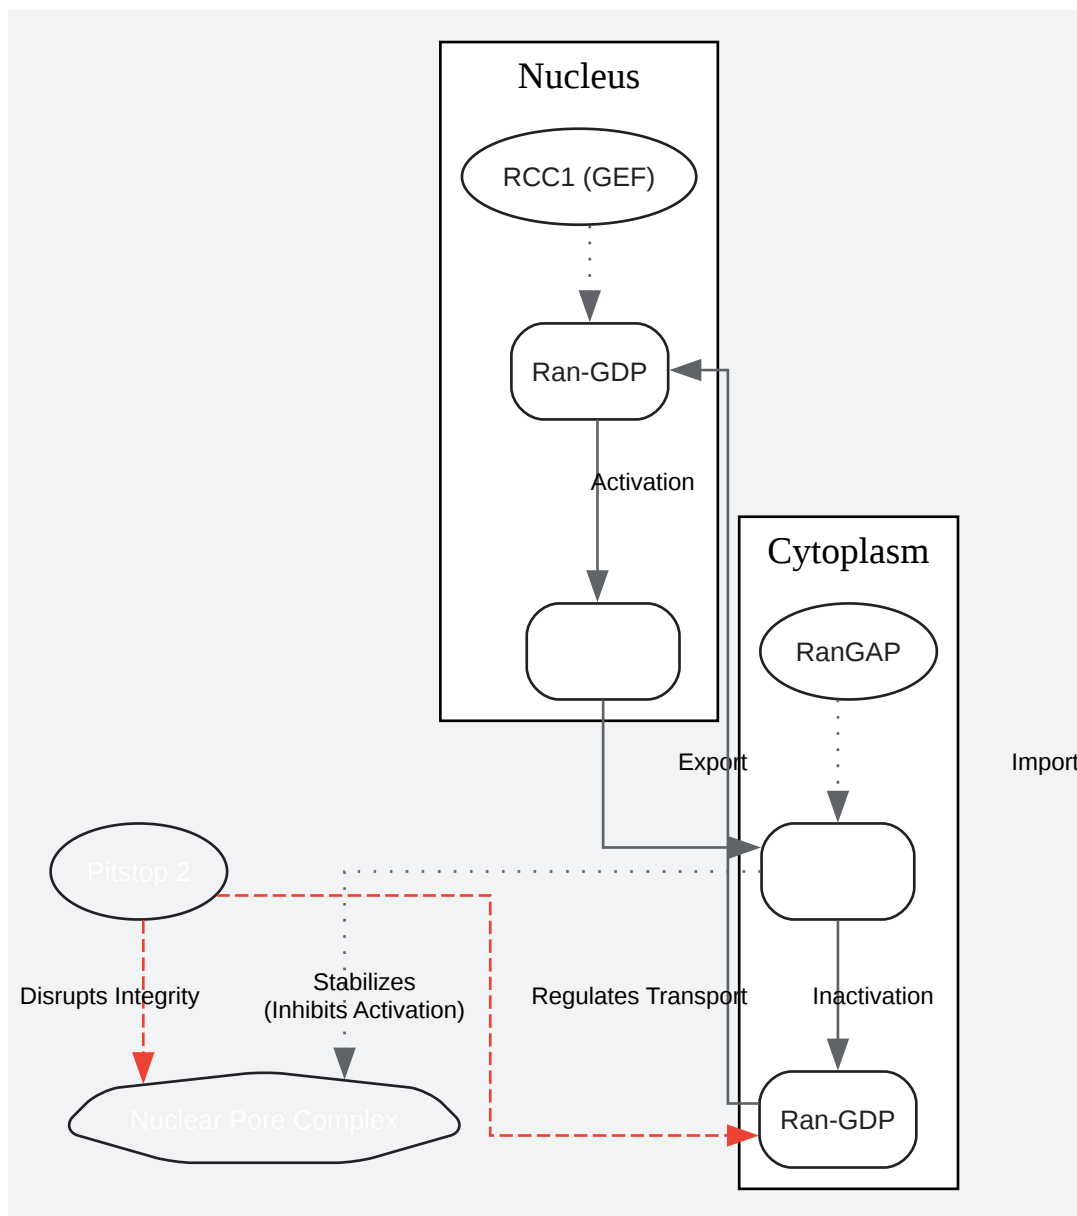 Nucleus
RCC1 (GEF)
Ran-GDP
Activation
Cytoplasm
RanGAP
Export
Import
Pitstop 2
Disrupts Integrity
Stabilizes
(Inhibits Activation)
Regulates Transport
Inactivation
Nuclear Pore Complex
Ran-GDP